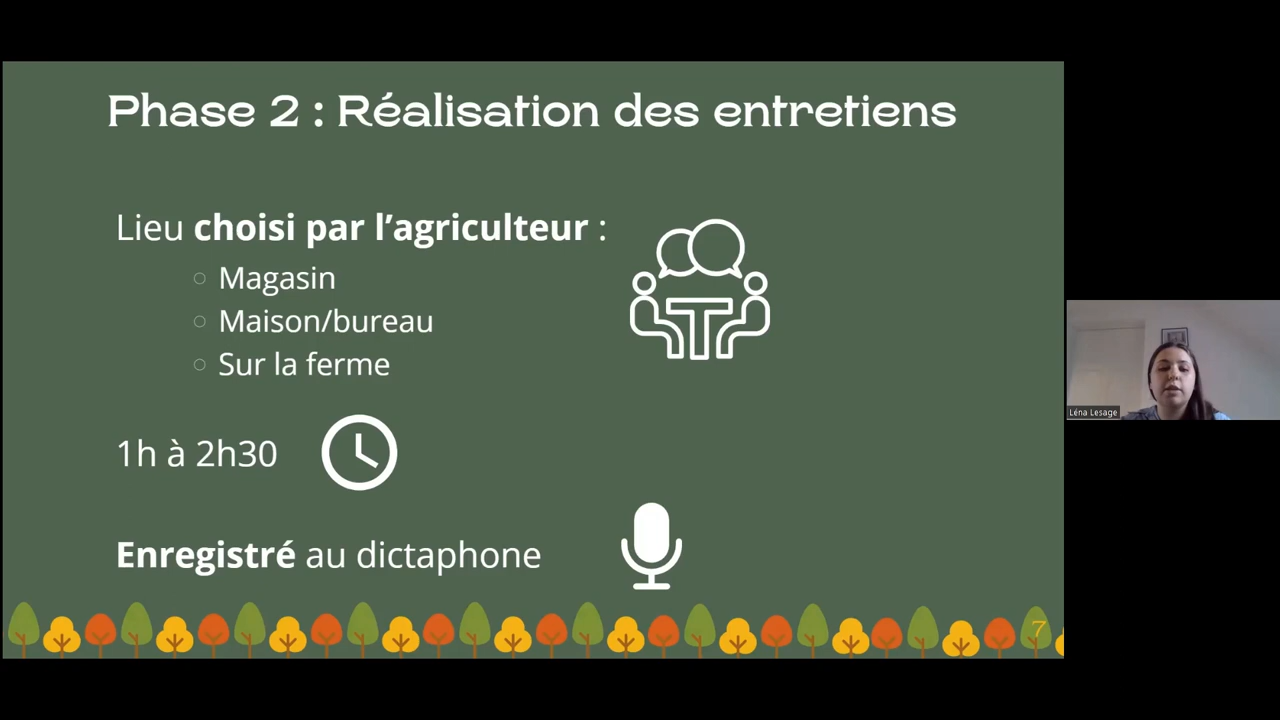 Phase 2 : Réalisation des entretiens
Lieu choisi par l’agriculteur :
Magasin
Maison/bureau
Sur la ferme
1h à 2h30
Enregistré au dictaphone
7
Léna Lesage